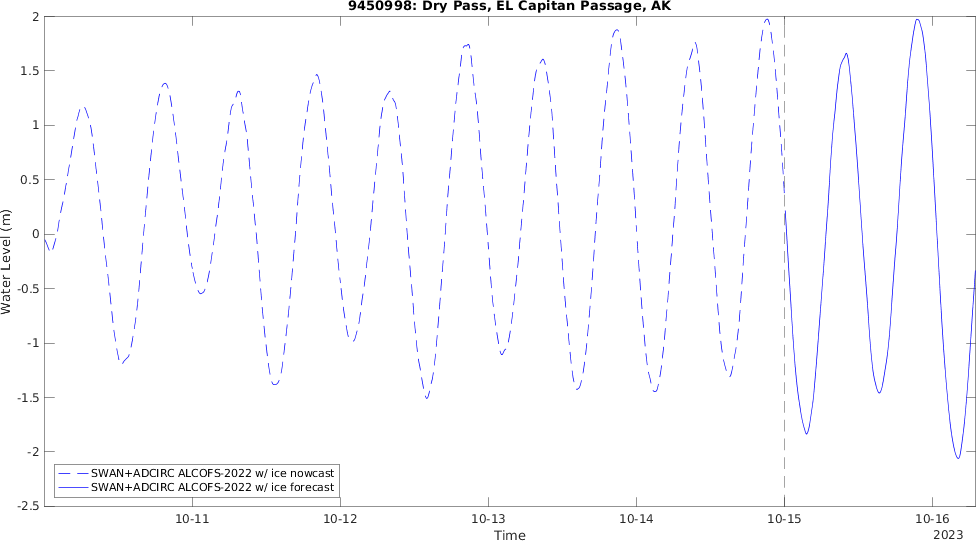 9450998: Dry Pass, EL Capitan Passage, AK
2
1.5
1
0.5
0
-0.5
-1
-1.5
-2
-2.5
Water Level (m)
SWAN+ADCIRC ALCOFS-2022 w/ ice nowcast
SWAN+ADCIRC ALCOFS-2022 w/ ice forecast
10-11 10-12 10-13 10-14 10-15 10-16
Time
2023